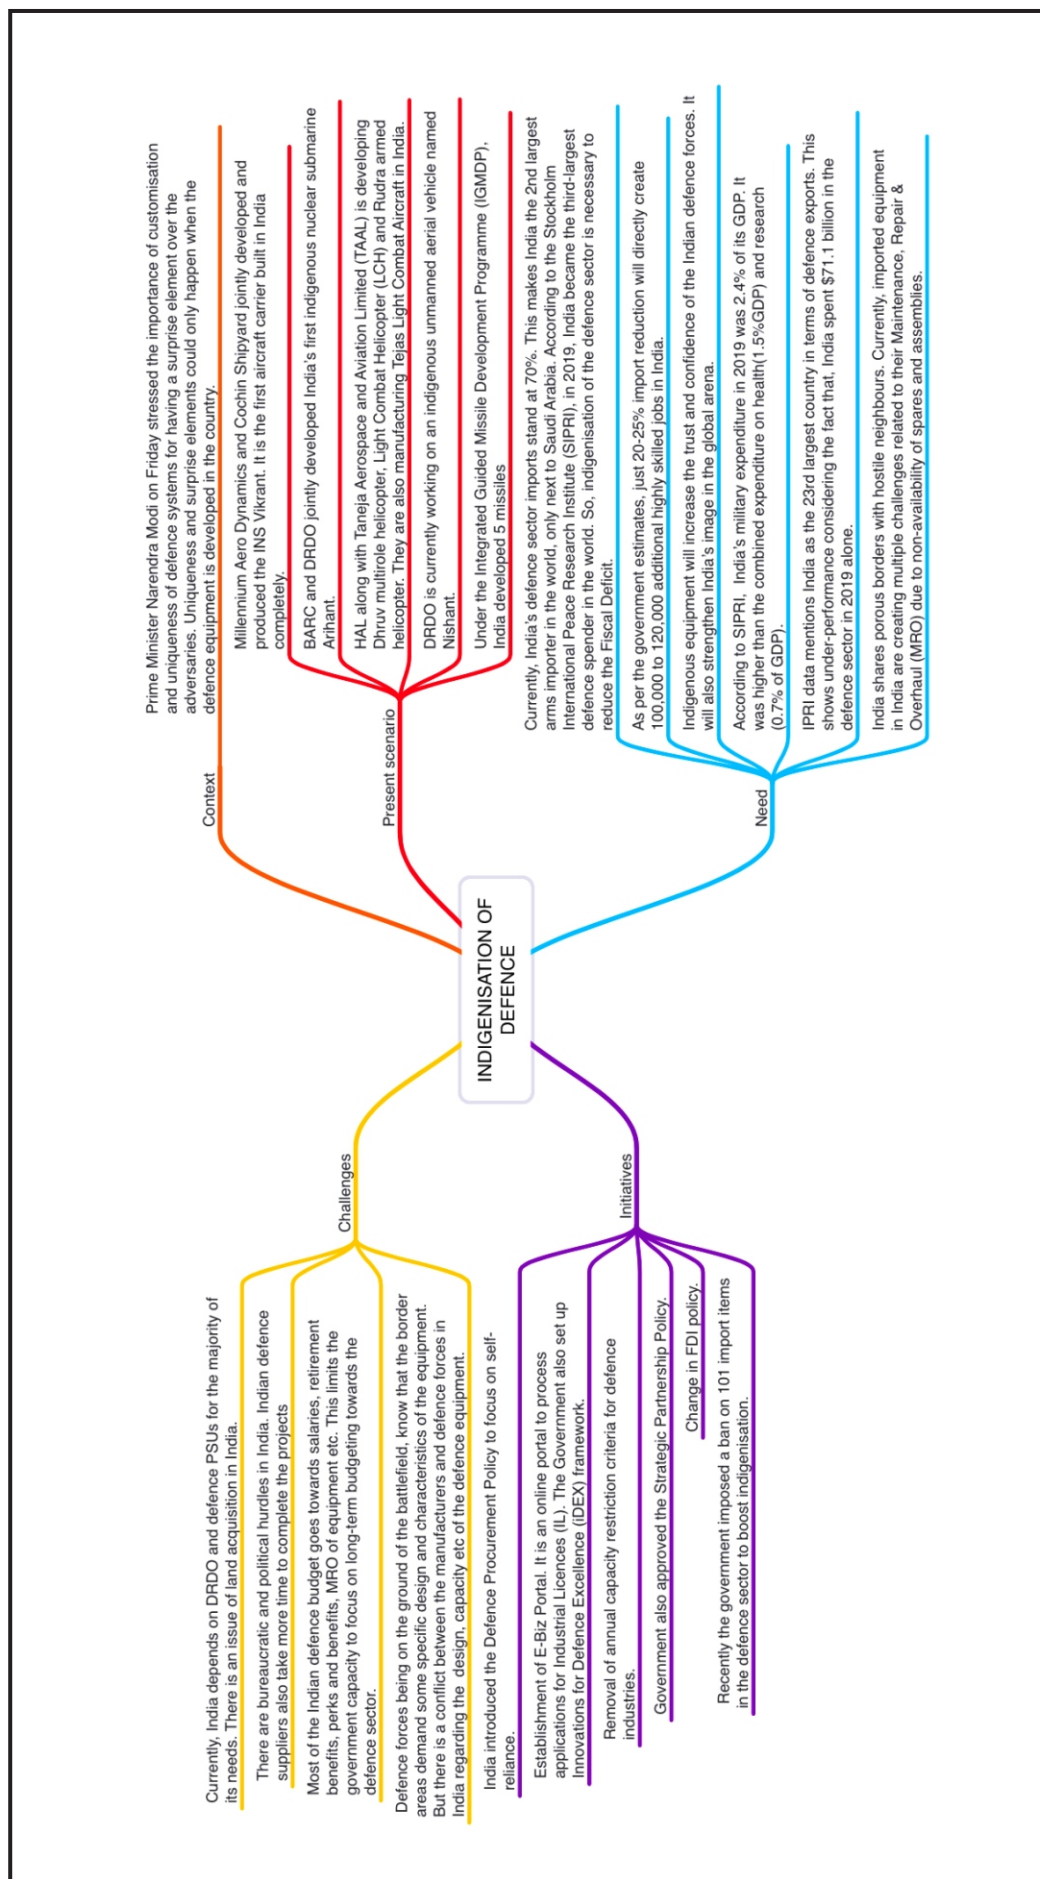 INDIGENISATION OF
DEFENCE
Context
Prime Minister Narendra Modi on Friday stressed the importance of customisation
and uniqueness of defence systems for having a surprise element over the
adversaries. Uniqueness and surprise elements could only happen when the
defence equipment is developed in the country.
Present scenario
Millennium Aero Dynamics and Cochin Shipyard jointly developed and
produced the INS Vikrant. It is the first aircraft carrier built in India
completely.
BARC and DRDO jointly developed India's first indigenous nuclear submarine
Arihant.
HAL along with Taneja Aerospace and Aviation Limited (TAAL) is developing
Dhruv multirole helicopter, Light Combat Helicopter (LCH) and Rudra armed
helicopter. They are also manufacturing Tejas Light Combat Aircraft in India.
DRDO is currently working on an indigenous unmanned aerial vehicle named
Nishant.
Under the Integrated Guided Missile Development Programme (IGMDP),
India developed 5 missiles
Need
Currently, India's defence sector imports stand at 70%. This makes India the 2nd largest
arms importer in the world, only next to Saudi Arabia. According to the Stockholm
International Peace Research Institute (SIPRI), in 2019, India became the third-largest
defence spender in the world. So, indigenisation of the defence sector is necessary to
reduce the Fiscal Deficit.
As per the government estimates, just 20-25% import reduction will directly create
100,000 to 120,000 additional highly skilled jobs in India.
Indigenous equipment will increase the trust and confidence of the Indian defence forces. It
will also strengthen India's image in the global arena.
According to SIPRI, India's military expenditure in 2019 was 2.4% of its GDP. It
was higher than the combined expenditure on health(1.5%GDP) and research
(0.7% of GDP).
IPRI data mentions India as the 23rd largest country in terms of defence exports. This
shows under-performance considering the fact that, India spent $71.1 billion in the
defence sector in 2019 alone.
India shares porous borders with hostile neighbours. Currently, imported equipment
in India are creating multiple challenges related to their Maintenance, Repair &
Overhaul (MRO) due to non-availability of spares and assemblies.
Challenges
Currently, India depends on DRDO and defence PSUs for the majority of
its needs. There is an issue of land acquisition in India.
There are bureaucratic and political hurdles in India. Indian defence
suppliers also take more time to complete the projects
Most of the Indian defence budget goes towards salaries, retirement
benefits, perks and benefits, MRO of equipment etc. This limits the
government capacity to focus on long-term budgeting towards the
defence sector.
Defence forces being on the ground of the battlefield, know that the border
areas demand some specific design and characteristics of the equipment.
But there is a conflict between the manufacturers and defence forces in
India regarding the design, capacity etc of the defence equipment.
Initiatives
India introduced the Defence Procurement Policy to focus on self-
reliance.
Establishment of E-Biz Portal. It is an online portal to process
applications for Industrial Licences (IL). The Government also set up
Innovations for Defence Excellence (iDEX) framework.
Removal of annual capacity restriction criteria for defence
industries.
Government also approved the Strategic Partnership Policy.
Change in FDI policy.
Recently the government imposed a ban on 101 import items
in the defence sector to boost indigenisation.